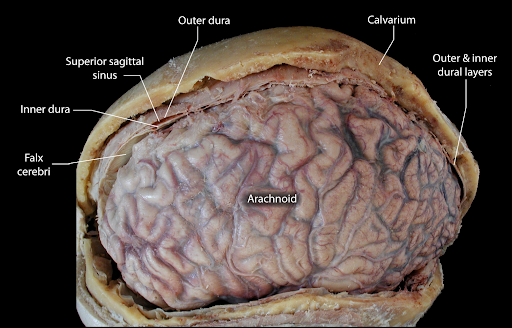 Outer dura
Calvarium
Superior sagittal
sinus
Outer & inner
dural layers
Inner dura
Falx
cerebri
Arachnoid